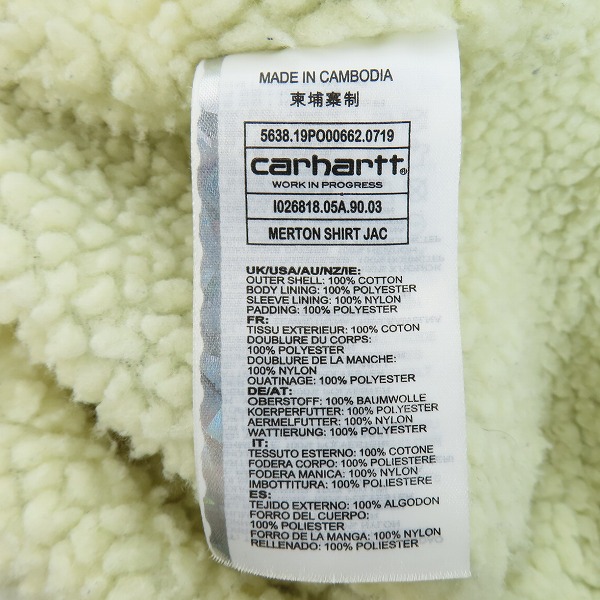 MADE IN CAMBODIA
柬埔寨制
5638.19PO00662.0719
carhartt®
WORK IN PROGRESS
I026818.05A.90.03
MERTON SHIRT JAC
UK/USA/AU/NZ/IE:
OUTER SHELL: 100% COTTON
BODY LINING: 100% POLYESTER
SLEEVE LINING: 100% NYLON
PADDING: 100% POLYESTER
FR:
TISSU EXTERIEUR: 100% COTON
DOUBLURE DU CORPS:
100% POLYESTER
DOUBLURE DE LA MANCHE:
100% NYLON
OUATINAGE: 100% POLYESTER
DE/AT:
OBERSTOFF: 100% BAUMWOLLE
KOERPERFUTTER: 100% POLYESTER
AERMELFUTTER: 100% NYLON
WATTIERUNG: 100% POLYESTER
IT:
TESSUTO ESTERNO: 100% COTONE
FODERA CORPO: 100% POLIESTERE
FODERA MANICA: 100% NYLON
IMBOTTITURA: 100% POLIESTERE
ES:
TEJIDO EXTERNO: 100% ALGODON
FORRO DEL CUERPO:
100% POLIESTER
FORRO DE LA MANGA: 100% NYLON
RELLENADO: 100% POLIESTER